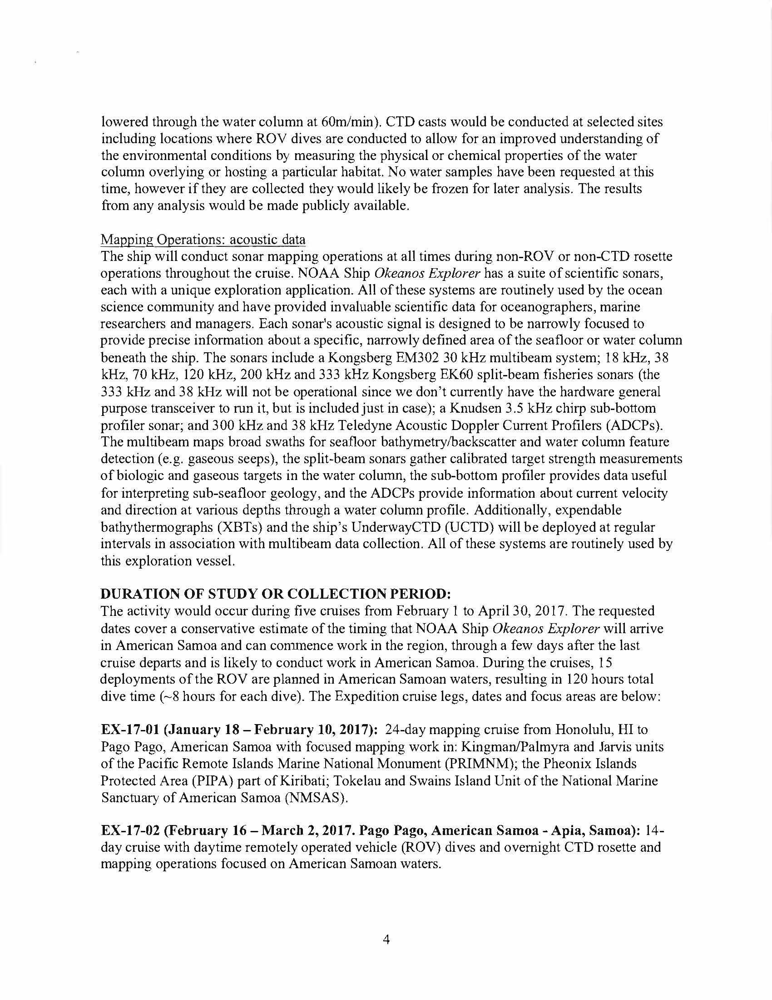 lowered through the water column at 60m/min). CTD casts would be conducted at selected sites
including locations where ROV dives are conducted to allow for an improved understanding of
the environmental conditions by measuring the physical or chemical properties of the water
column overlying or hosting a particular habitat. No water samples have been requested at this
time, however if they are collected they would likely be frozen for later analysis. The results
from any analysis would be made publicly available.
Mapping Operations: acoustic data
The ship will conduct sonar mapping operations at all times during non-ROV or non-CTD rosette
operations throughout the cruise. NOAA Ship Okeanos Explorer has a suite of scientific sonars,
each with a unique exploration application. All of these systems are routinely used by the ocean
science community and have provided invaluable scientific data for oceanographers, marine
researchers and managers. Each sonar's acoustic signal is designed to be narrowly focused to
provide precise information about a specific, narrowly defined area of the seafloor or water column
beneath the ship. The sonars include a Kongsberg EM302 30 kHz multibeam system; 18 kHz, 38
kHz, 70 kHz, 120 kHz, 200 kHz and 333 kHz Kongsberg EK60 split-beam fisheries sonars (the
333 kHz and 38 kHz will not be operational since we don't currently have the hardware general
purpose transceiver to run it, but is included just in case); a Knudsen 3.5 kHz chirp sub-bottom
profiler sonar; and 300 kHz and 38 kHz Teledyne Acoustic Doppler Current Profilers (ADCPs).
The multibeam maps broad swaths for seafloor bathymetry/backscatter and water column feature
detection (e.g. gaseous seeps), the split-beam sonars gather calibrated target strength measurements
of biologic and gaseous targets in the water column, the sub-bottom profiler provides data useful
for interpreting sub-seafloor geology, and the ADCPs provide information about current velocity
and direction at various depths through a water column profile. Additionally, expendable
bathythermographs (XBTs) and the ship's UnderwayCTD (UCTD) will be deployed at regular
intervals in association with multibeam data collection. All of these systems are routinely used by
this exploration vessel.
DURATION OF STUDY OR COLLECTION PERIOD:
The activity would occur during five cruises from February 1 to April 30, 2017. The requested
dates cover a conservative estimate of the timing that NOAA Ship Okeanos Explorer will arrive
in American Samoa and can commence work in the region, through a few days after the last
cruise departs and is likely to conduct work in American Samoa. During the cruises, 15
deployments of the ROV are planned in American Samoan waters, resulting in 120 hours total
dive time (~8 hours for each dive). The Expedition cruise legs, dates and focus areas are below:
EX-17-01 (January 18 – February 10, 2017): 24-day mapping cruise from Honolulu, HI to
Pago Pago, American Samoa with focused mapping work in: Kingman/Palmyra and Jarvis units
of the Pacific Remote Islands Marine National Monument (PRIMNM); the Pheonix Islands
Protected Area (PIPA) part of Kiribati; Tokelau and Swains Island Unit of the National Marine
Sanctuary of American Samoa (NMSAS).
EX-17-02 (February 16 – March 2, 2017. Pago Pago, American Samoa - Apia, Samoa): 14-
day cruise with daytime remotely operated vehicle (ROV) dives and overnight CTD rosette and
mapping operations focused on American Samoan waters.
4